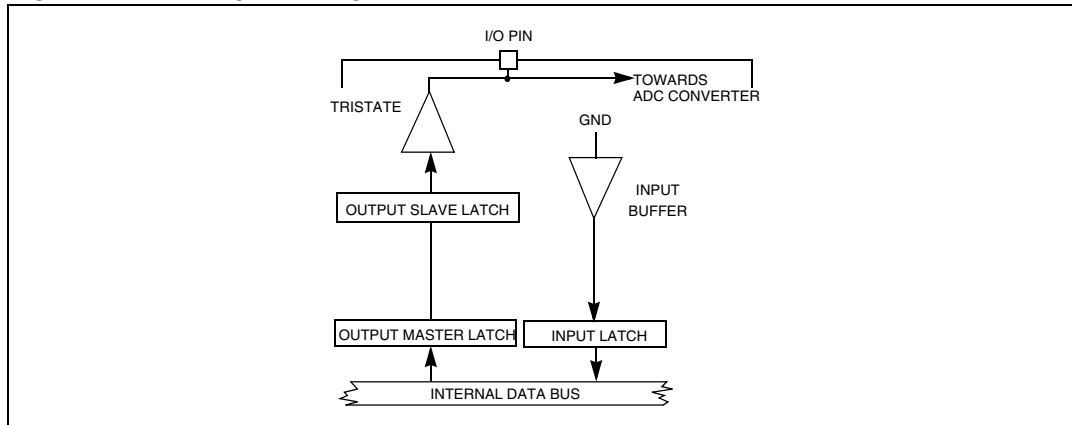 I/O PIN
TOWARDS
ADC CONVERTER
TRISTATE
GND
INPUT
BUFFER
OUTPUT SLAVE LATCH
OUTPUT MASTER LATCH
INPUT LATCH
INTERNAL DATA BUS